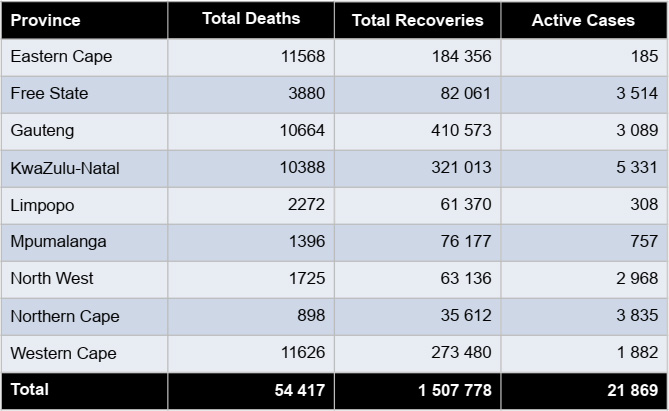 Province Total Deaths Total Recoveries Active Cases
Eastern Cape 11568 184 356 185
Free State 3880 82 061 3 514
Gauteng 10664 410 573 3 089
KwaZulu-Natal 10388 321 013 5 331
Limpopo 2272 61 370 308
Mpumalanga 1396 76 177 757
North West 1725 63 136 2 968
Northern Cape 898 35 612 3 835
Western Cape 11626 273 480 1 882
Total 54 417 1 507 778 21 869